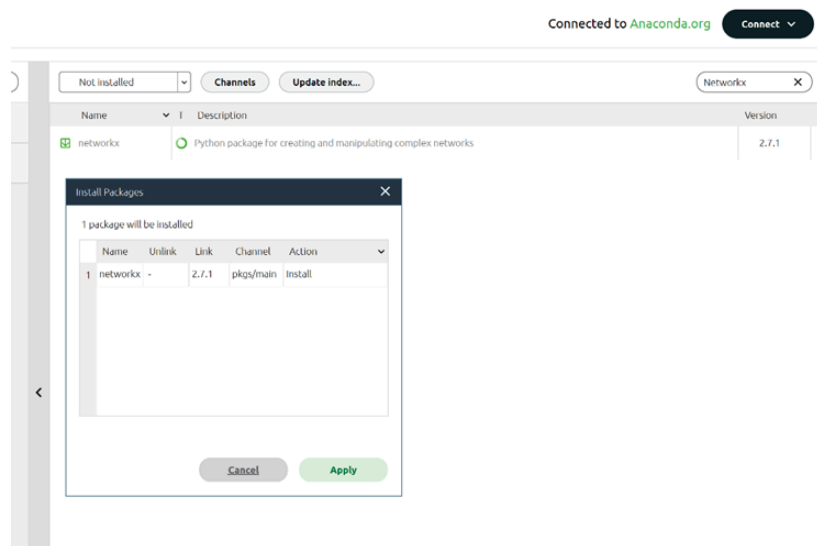 Connected to Anaconda.org Connect
Not installed Channels Update index... Networkx
Name T Description Version
networkx Python package for creating and manipulating complex networks 2.7.1
Install Packages
1 package will be installed
Name Unlink Link Channel Action
1 networkx - 2.7.1 pkgs/main Install
Cancel Apply